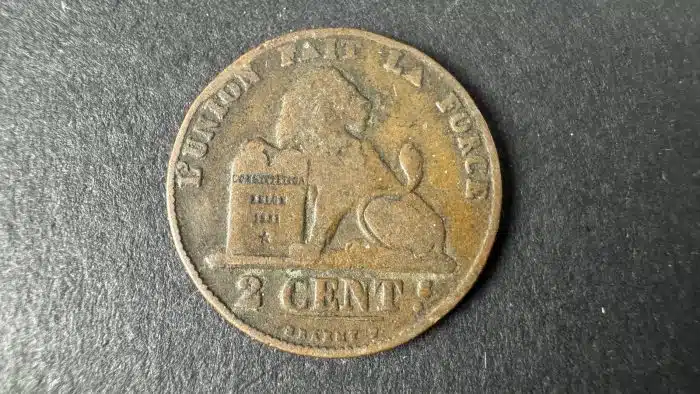 L'UNION FAIT LA FORCE
CONSTITUTION
BELGE
1831
2 CENTS